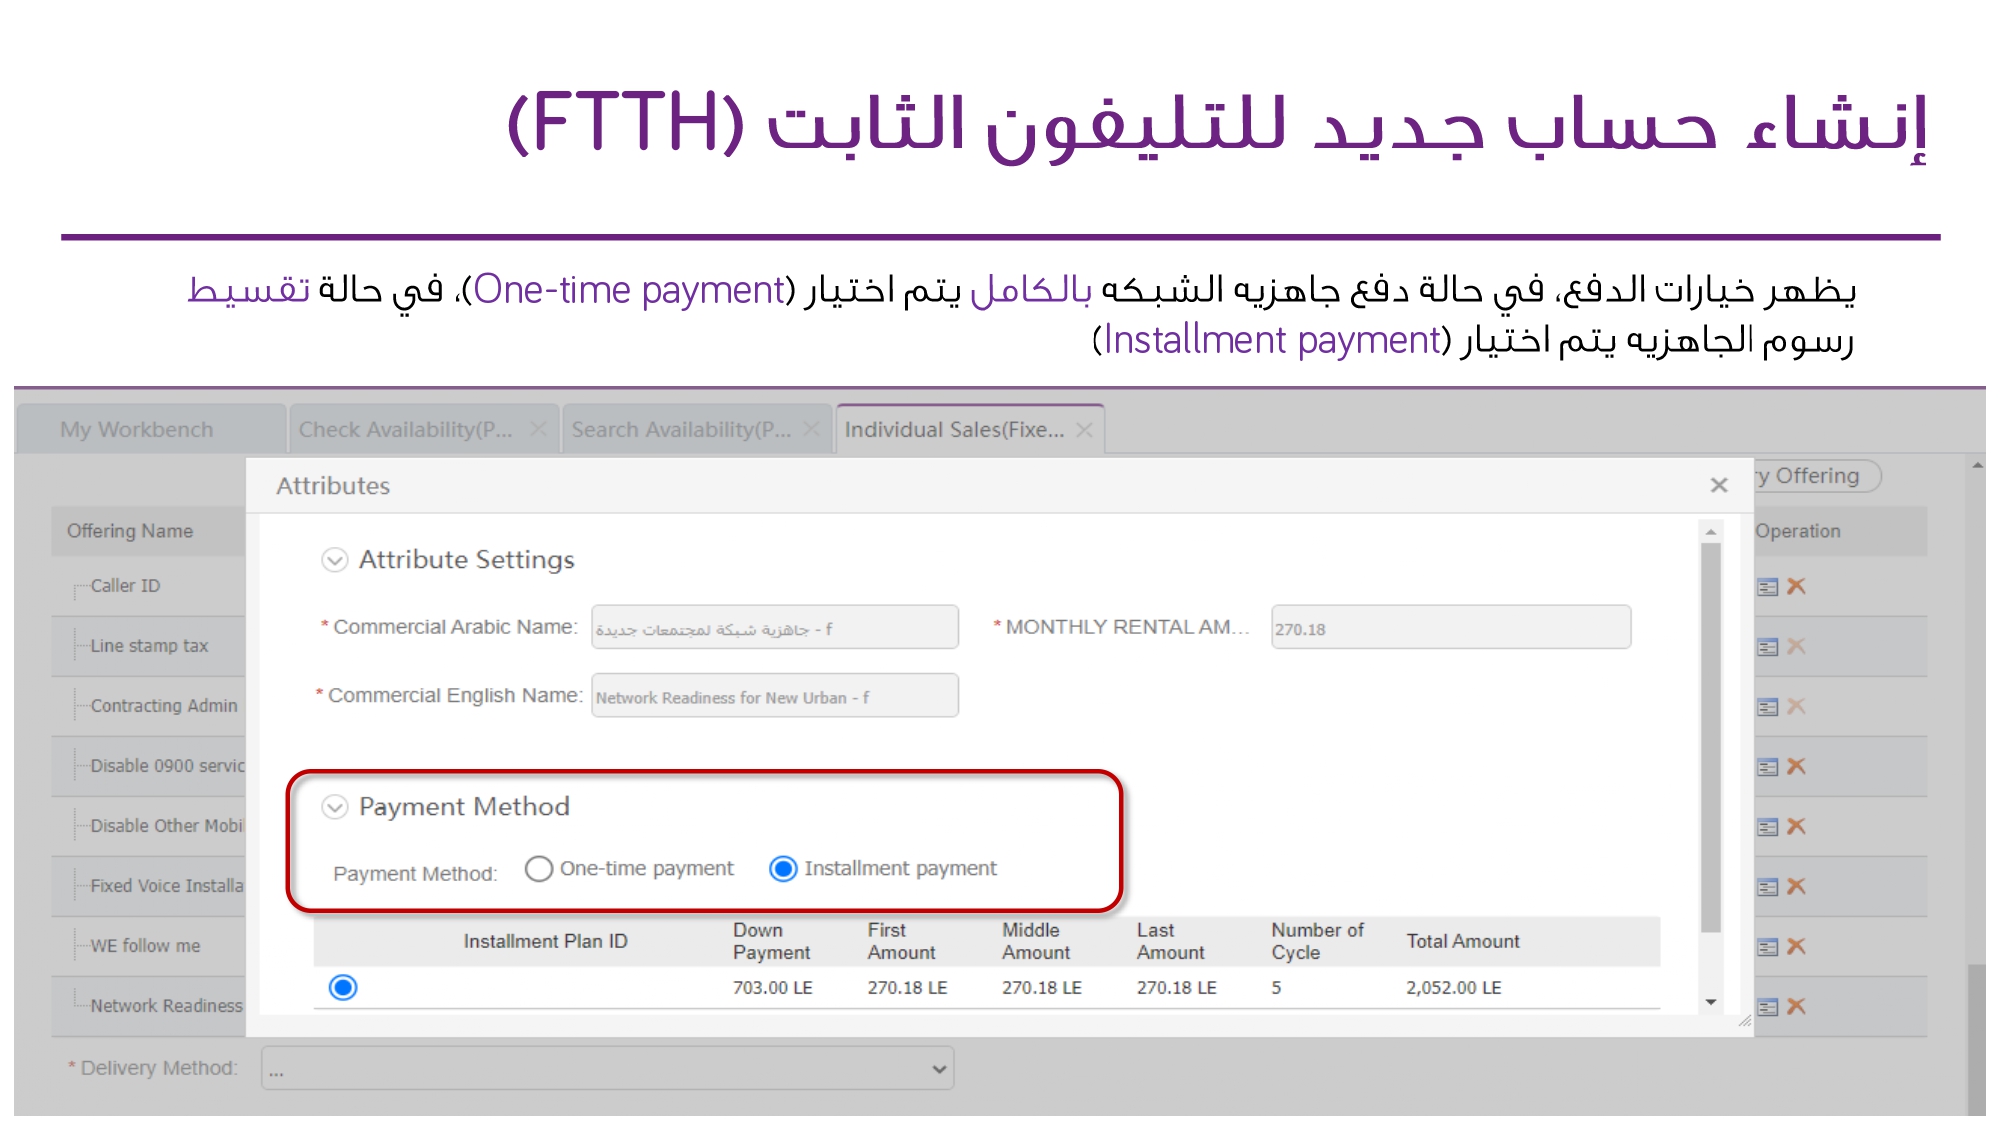 إنشاء حساب جديد للتليفون الثابت (FTTH)
يظهر خيارات الدفع، في حالة دفع جاهزيه الشبكه بالكامل يتم اختيار (One-time payment)، في حالة تقسيط
رسوم الجاهزيه يتم اختيار (Installment payment)
My Workbench
Check Availability(P...
Search Availability(P...
Individual Sales(Fixe...
Attributes
ry Offering
Offering Name
Operation
Attribute Settings
Caller ID
* Commercial Arabic Name:
f - جاهزية شبكة لمجتمعات جديدة
* MONTHLY RENTAL AM...
270.18
Line stamp tax
* Commercial English Name:
Network Readiness for New Urban - f
Contracting Admin
Disable 0900 servic
Payment Method
Disable Other Mobi
Payment Method:
One-time payment
Installment payment
Fixed Voice Installa
Installment Plan ID
Down Payment
First Amount
Middle Amount
Last Amount
Number of Cycle
Total Amount
WE follow me
703.00 LE
270.18 LE
270.18 LE
270.18 LE
5
2,052.00 LE
Network Readiness
* Delivery Method:
...